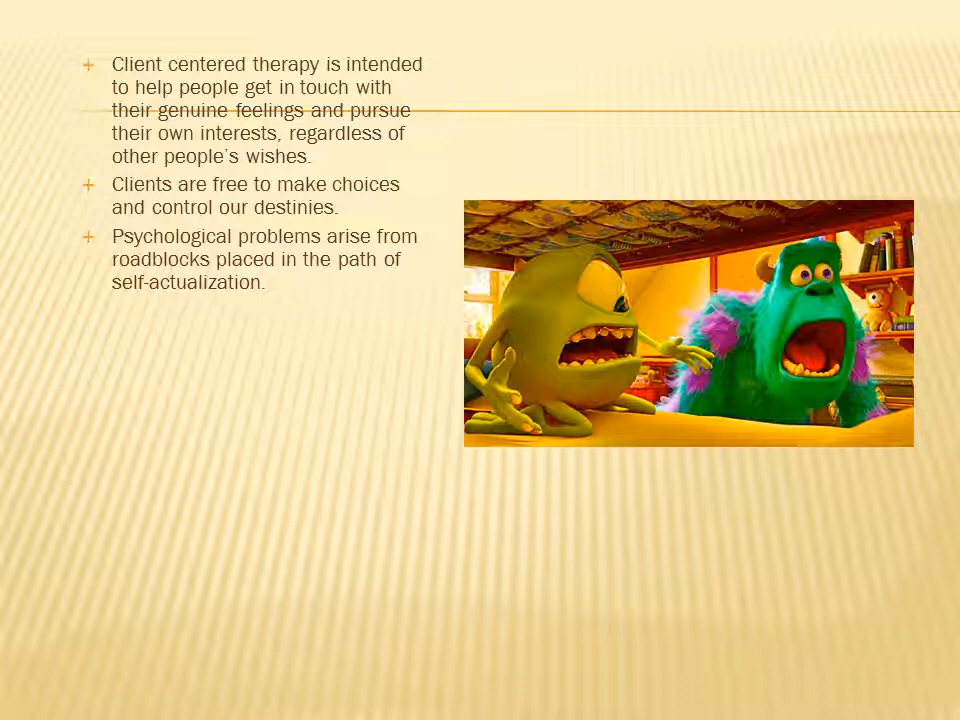 Client centered therapy is intended
to help people get in touch with
their genuine feelings and pursue
their own interests, regardless of
other people's wishes.
Clients are free to make choices
and control our destinies.
Psychological problems arise from
roadblocks placed in the path of
self-actualization.